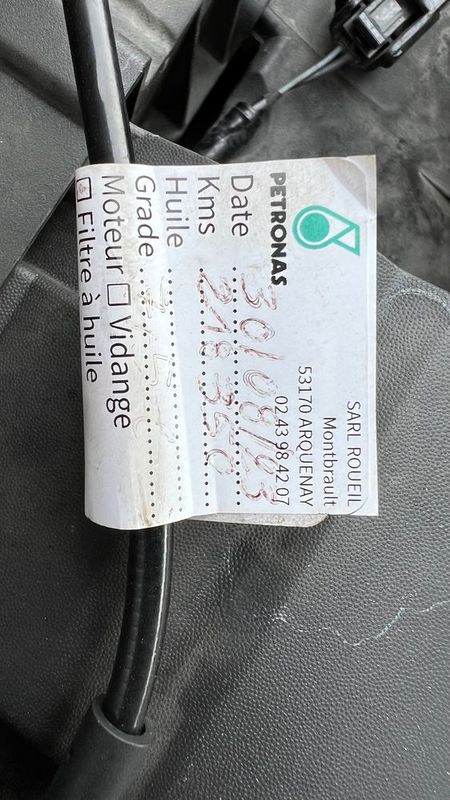 PETRONAS
SARL ROUEIL
Montbrault
53170 ARQUENAY
02 43 98 42 07
Date 30/08/23
Kms 218 350
Huile
Grade
Moteur ☐ Vidange
Filtre à huile